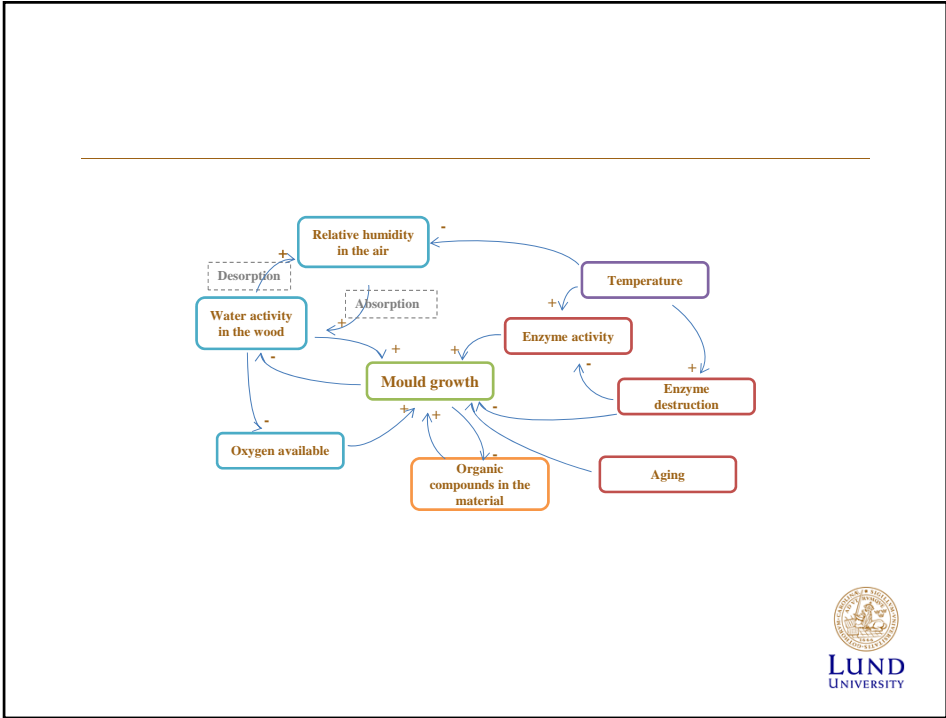 Relative humidity
in the air
-
+
Desorption
Temperature
Absorption
+
Water activity
in the wood
+
Enzyme activity
+
+
-
-
Mould growth
+
Enzyme
destruction
-
+
+
-
Oxygen available
-
Organic
compounds in the
material
Aging
LUND
UNIVERSITY